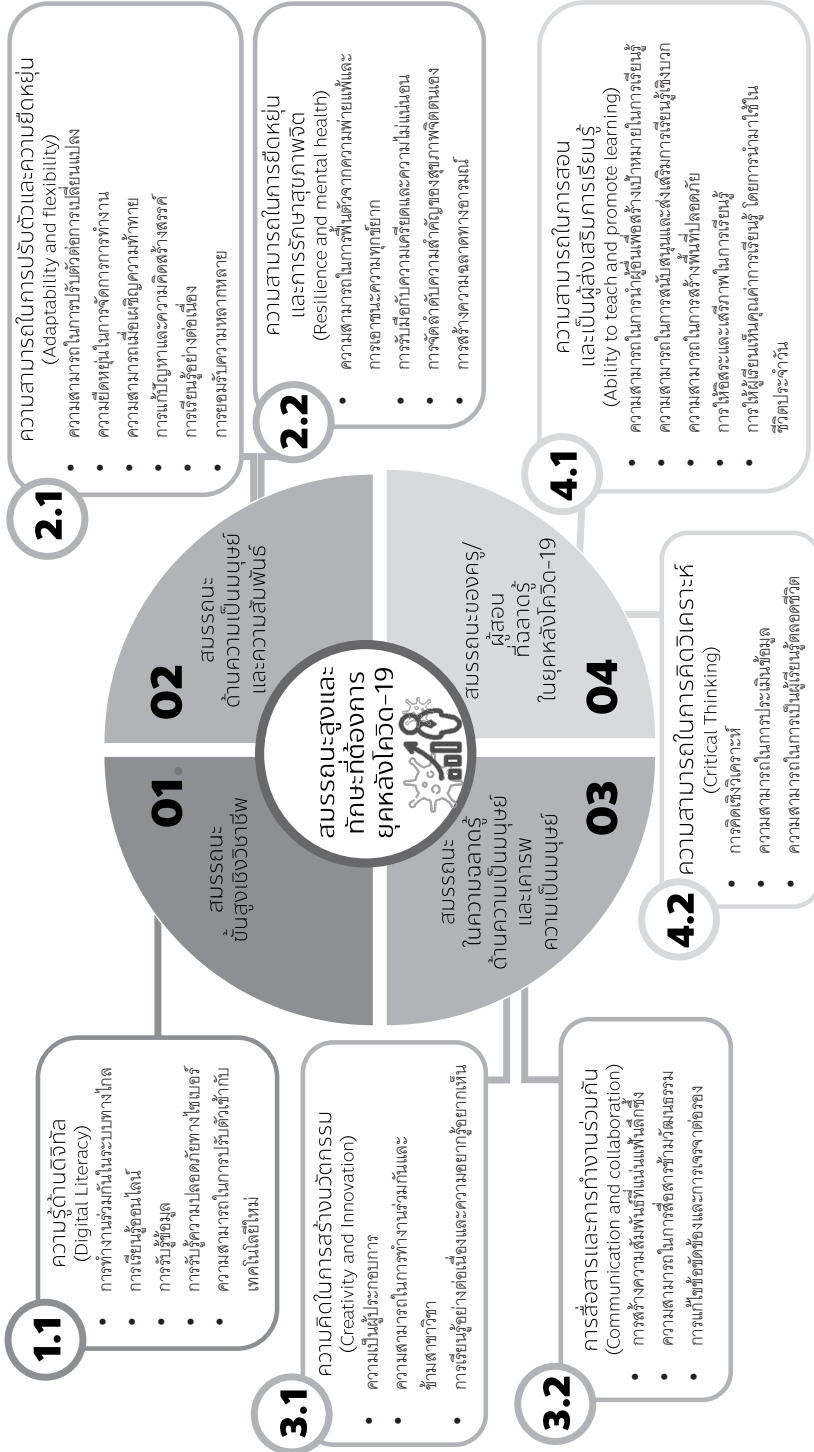 สมรรถนะสูงและ
ทักษะที่ต้องการ
ยุคหลังโควิด-19
01.
สมรรถนะ
ขั้นสูงเชิงวิชาชีพ
1.1
ความรู้ด้านดิจิทัล
(Digital Literacy)
• การทำงานร่วมกันในระบบทางไกล
• การเรียนรู้ออนไลน์
• การรับรู้ข้อมูล
• การรับรู้ความปลอดภัยทางไซเบอร์
• ความสามารถในการปรับตัวเข้ากับ
เทคโนโลยีใหม่
02
สมรรถนะ
ด้านความเป็นมนุษย์
และความสัมพันธ์
2.1
ความสามารถในการปรับตัวและความยืดหยุ่น
(Adaptability and flexibility)
• ความสามารถในการปรับตัวต่อการเปลี่ยนแปลง
• ความยืดหยุ่นในการจัดการการทำงาน
• ความสามารถเมื่อเผชิญความท้าทาย
• การแก้ปัญหาและความคิดสร้างสรรค์
• การเรียนรู้อย่างต่อเนื่อง
• การยอมรับความหลากหลาย
2.2
ความสามารถในการยืดหยุ่น
และการรักษาสุขภาพจิต
(Resilience and mental health)
• ความสามารถในการฟื้นตัวจากความพ่ายแพ้และ
การเอาชนะความทุกข์ยาก
• การรับมือกับความเครียดและความไม่แน่นอน
• การจัดลำดับความสำคัญของสุขภาพจิตตนเอง
• การสร้างความฉลาดทางอารมณ์
03
สมรรถนะ
ในความฉลาดรู้
ด้านความเป็นมนุษย์
และเคารพ
ความเป็นมนุษย์
3.1
ความคิดในการสร้างนวัตกรรม
(Creativity and Innovation)
• ความเป็นผู้ประกอบการ
• ความสามารถในการทำงานร่วมกันและ
ข้ามสาขาวิชา
• การเรียนรู้อย่างต่อเนื่องและความอยากรู้อยากเห็น
3.2
การสื่อสารและการทำงานร่วมกัน
(Communication and collaboration)
• การสร้างความสัมพันธ์ที่แน่นแฟ้นลึกซึ้ง
• ความสามารถในการสื่อสารข้ามวัฒนธรรม
• การแก้ไขข้อขัดข้องและการเจรจาต่อรอง
04
สมรรถนะของครู/
ผู้สอน
ที่ฉลาดรู้
ในยุคหลังโควิด-19
4.1
ความสามารถในการสอน
และเป็นผู้ส่งเสริมการเรียนรู้
(Ability to teach and promote learning)
• ความสามารถในการนำผู้อื่นเพื่อสร้างเป้าหมายในการเรียนรู้
• ความสามารถในการสนับสนุนและส่งเสริมการเรียนรู้เชิงบวก
• ความสามารถในการสร้างพื้นที่ปลอดภัย
• การให้อิสระและเสรีภาพในการเรียนรู้
• การให้ผู้เรียนเห็นคุณค่าการเรียนรู้ โดยการนำมาใช้ใน
ชีวิตประจำวัน
4.2
ความสามารถในการคิดวิเคราะห์
(Critical Thinking)
• การคิดเชิงวิเคราะห์
• ความสามารถในการประเมินข้อมูล
• ความสามารถในการเป็นผู้เรียนรู้ตลอดชีวิต